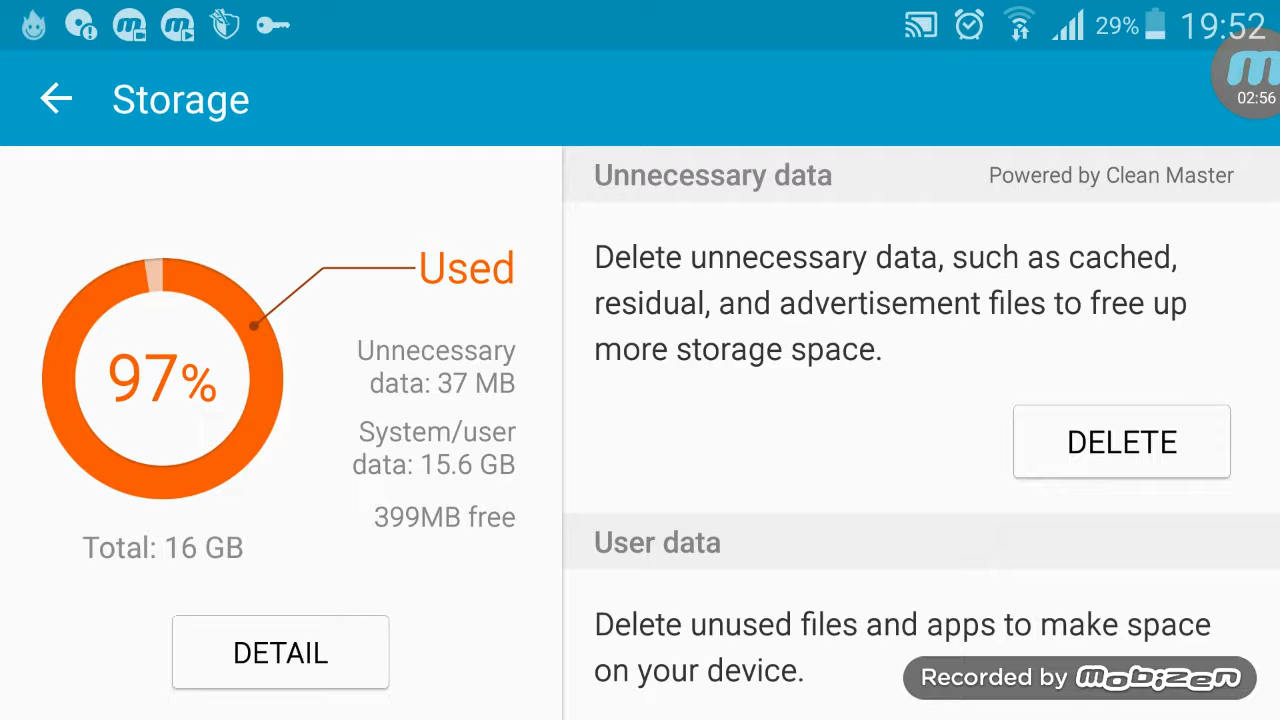 29% 19:52
Storage
m
02:56
Unnecessary data
Powered by Clean Master
Used
97%
Unnecessary
data: 37 MB
System/user
data: 15.6 GB
399MB free
Total: 16 GB
DETAIL
Delete unnecessary data, such as cached,
residual, and advertisement files to free up
more storage space.
DELETE
User data
Delete unused files and apps to make space
on your device.
Recorded by mobizen